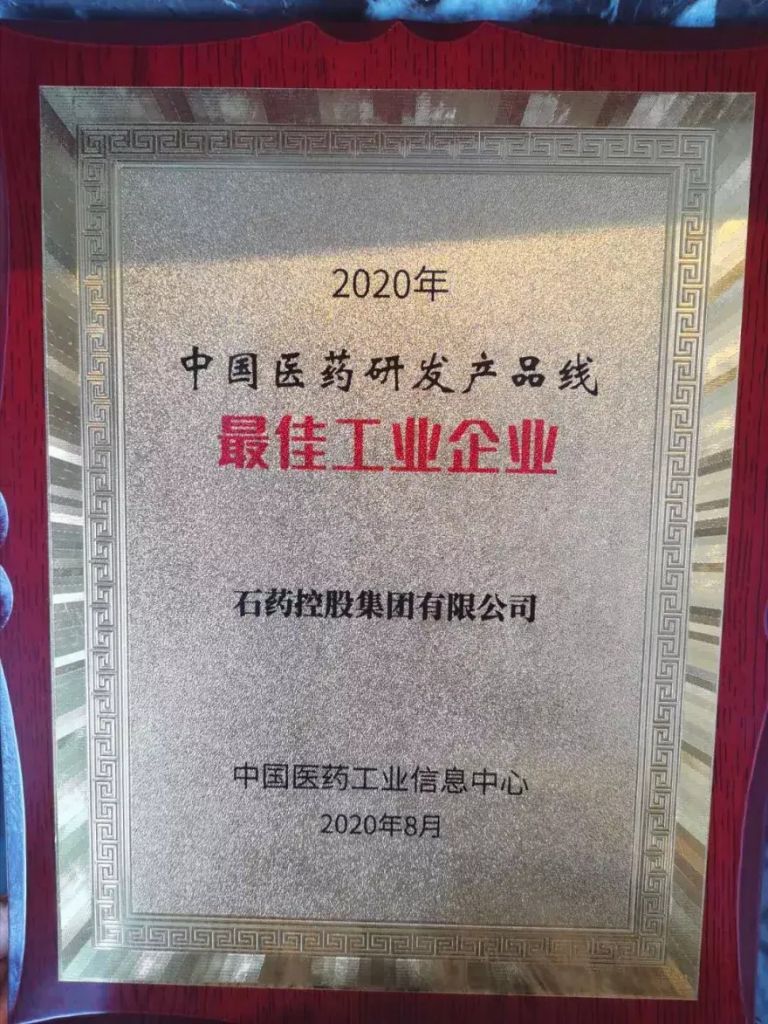 2020年
中国医药研发产品线
最佳工业企业
石药控股集团有限公司
中国医药工业信息中心
2020年8月